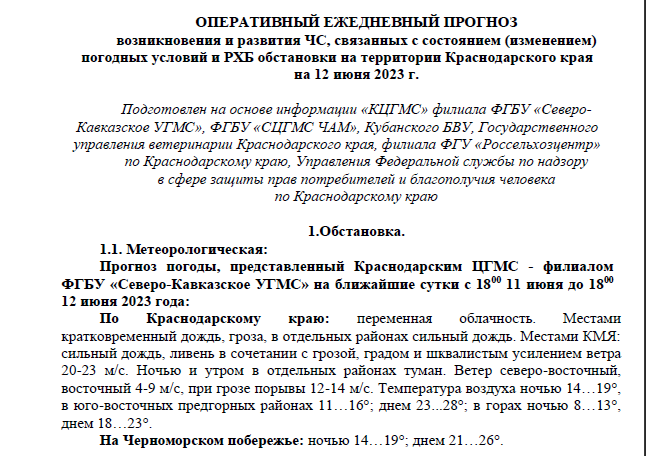 ОПЕРАТИВНЫЙ ЕЖЕДНЕВНЫЙ ПРОГНОЗ
возникновения и развития ЧС, связанных с состоянием (изменением)
погодных условий и РХБ обстановки на территории Краснодарского края
на 12 июня 2023 г.
Подготовлен на основе информации «КЦГМС» филиала ФГБУ «Северо-
Кавказское УГМС», ФГБУ «СЦГМС ЧАМ», Кубанского БВУ, Государственного
управления ветеринарии Краснодарского края, филиала ФГУ «Россельхозцентр»
по Краснодарскому краю, Управления Федеральной службы по надзору
в сфере защиты прав потребителей и благополучия человека
по Краснодарскому краю
1.Обстановка.
1.1. Метеорологическая:
Прогноз погоды, представленный Краснодарским ЦГМС - филиалом
ФГБУ «Северо-Кавказское УГМС» на ближайшие сутки с 18⁰⁰ 11 июня до 18⁰⁰
12 июня 2023 года:
По Краснодарскому краю: переменная облачность. Местами
кратковременный дождь, гроза, в отдельных районах сильный дождь. Местами КМЯ:
сильный дождь, ливень в сочетании с грозой, градом и шквалистым усилением ветра
20-23 м/с. Ночью и утром в отдельных районах туман. Ветер северо-восточный,
восточный 4-9 м/с, при грозе порывы 12-14 м/с. Температура воздуха ночью 14…19°,
в юго-восточных предгорных районах 11…16°; днем 23...28°; в горах ночью 8…13°,
днем 18…23°.
На Черноморском побережье: ночью 14…19°; днем 21…26°.